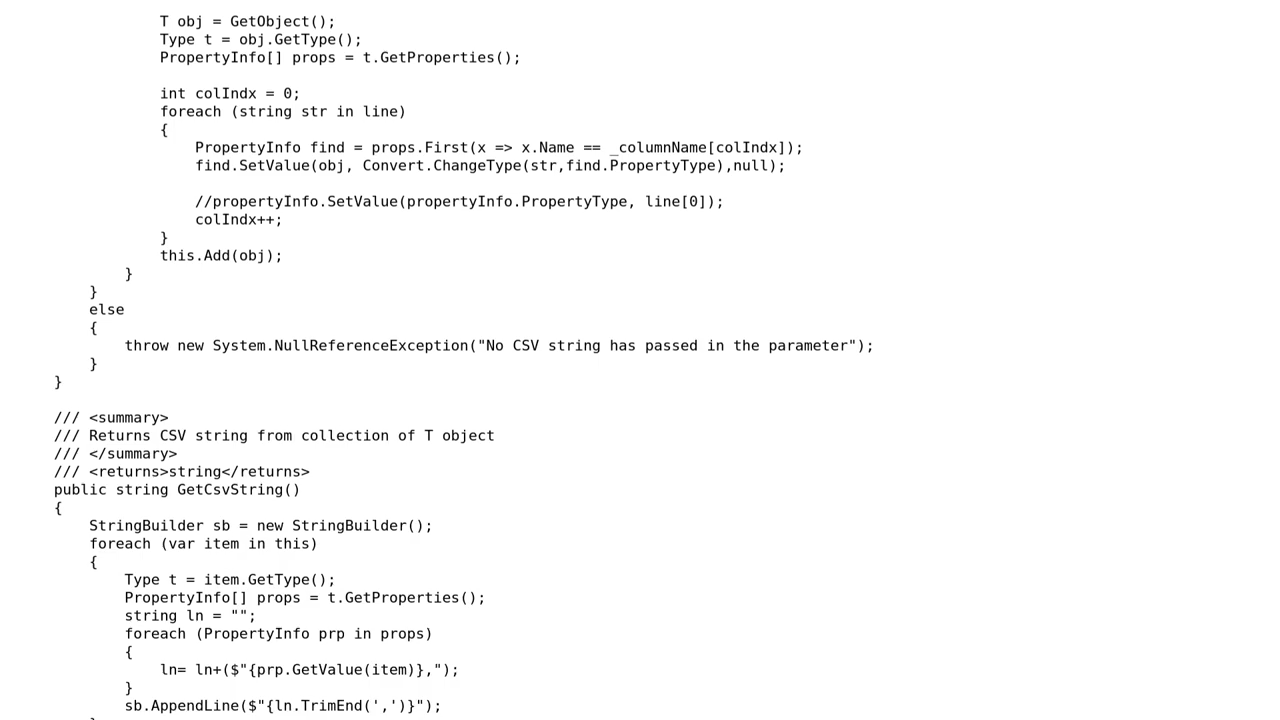 T obj = GetObject();
            Type t = obj.GetType();
            PropertyInfo[] props = t.GetProperties();

            int colIndx = 0;
            foreach (string str in line)
            {
                PropertyInfo find = props.First(x => x.Name == _columnName[colIndx]);
                find.SetValue(obj, Convert.ChangeType(str,find.PropertyType),null);

                //propertyInfo.SetValue(propertyInfo.PropertyType, line[0]);
                colIndx++;
            }
            this.Add(obj);
        }
    }
    else
    {
        throw new System.NullReferenceException("No CSV string has passed in the parameter");
    }
}

/// <summary>
/// Returns CSV string from collection of T object
/// </summary>
/// <returns>string</returns>
public string GetCsvString()
{
    StringBuilder sb = new StringBuilder();
    foreach (var item in this)
    {
        Type t = item.GetType();
        PropertyInfo[] props = t.GetProperties();
        string ln = "";
        foreach (PropertyInfo prp in props)
        {
            ln= ln+($"{prp.GetValue(item)},");
        }
        sb.AppendLine($"{ln.TrimEnd(',')}");